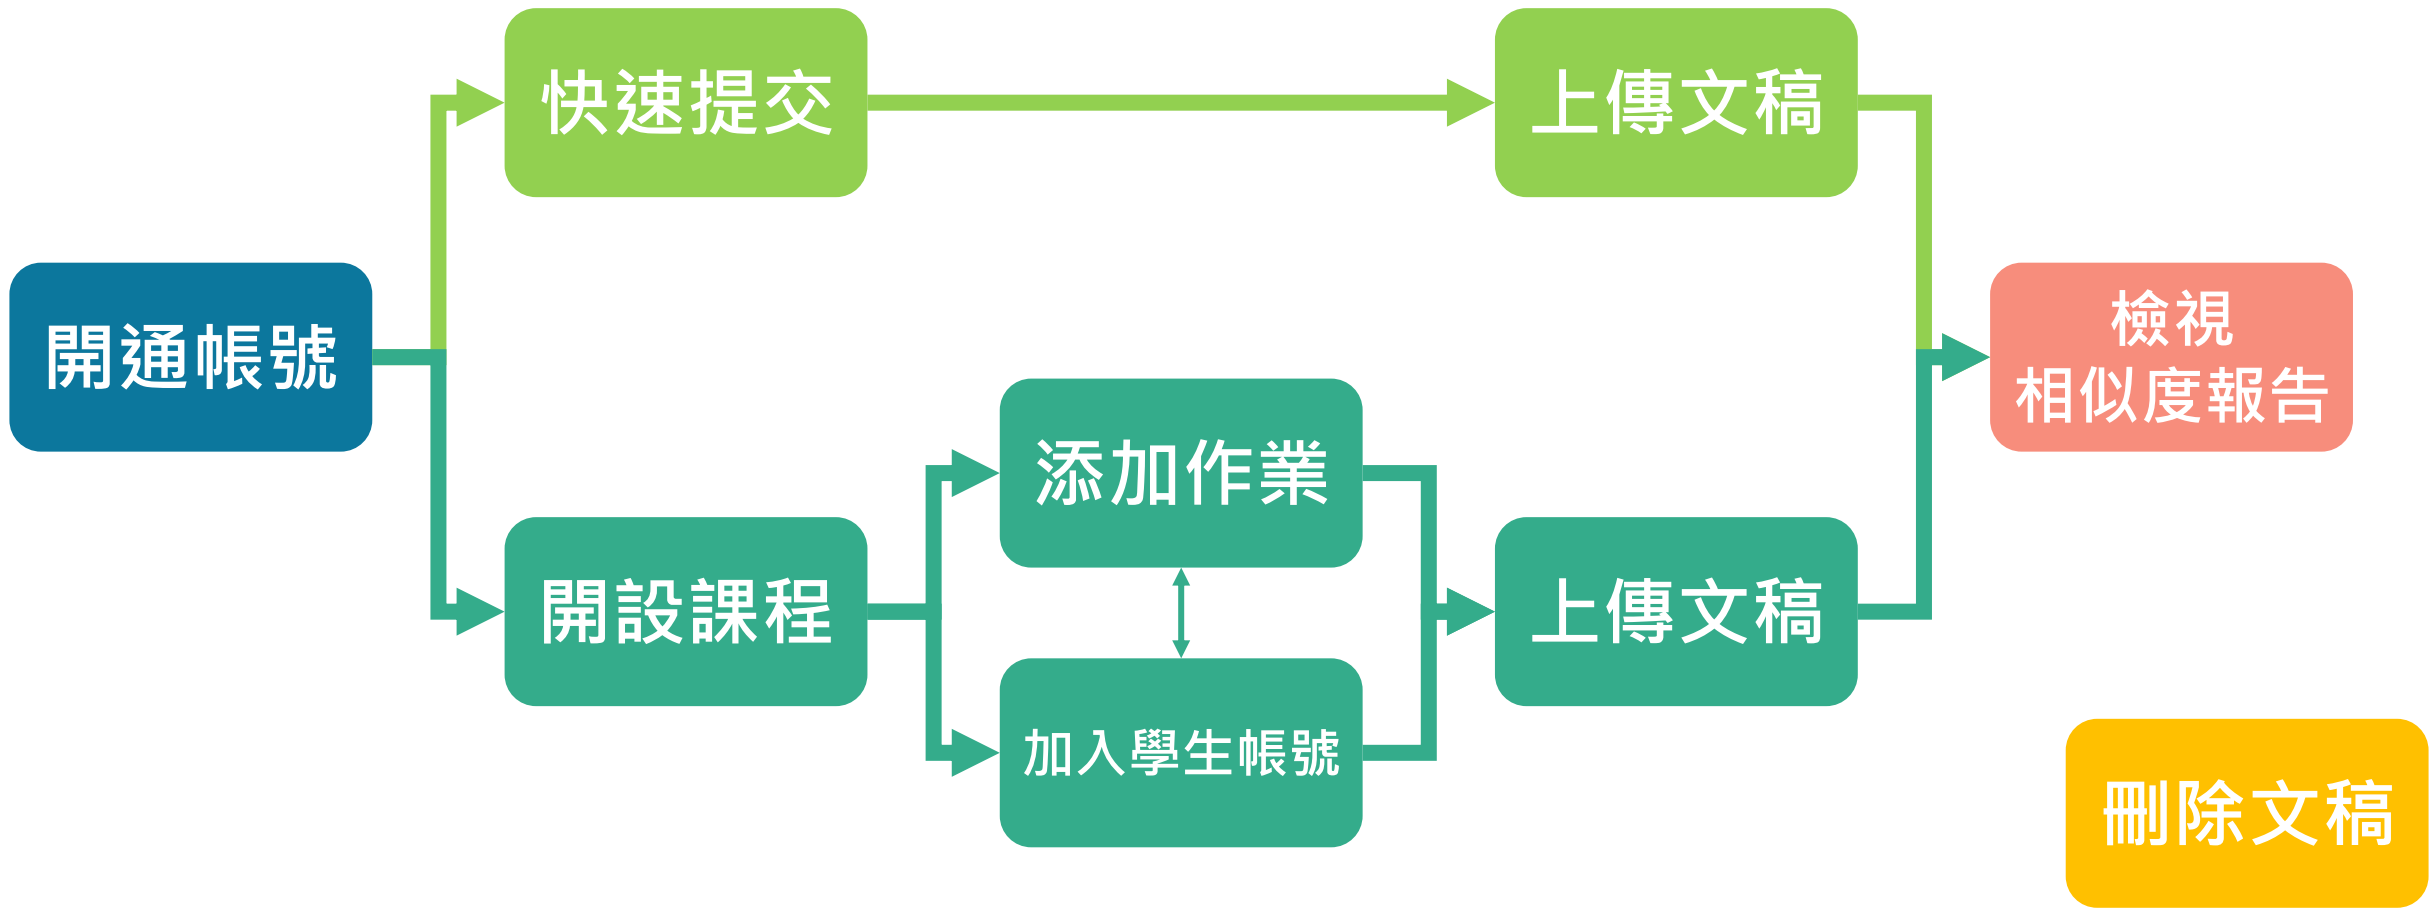 快速提交
上傳文稿
開通帳號
檢視
相似度報告
添加作業
開設課程
上傳文稿
加入學生帳號
刪除文稿